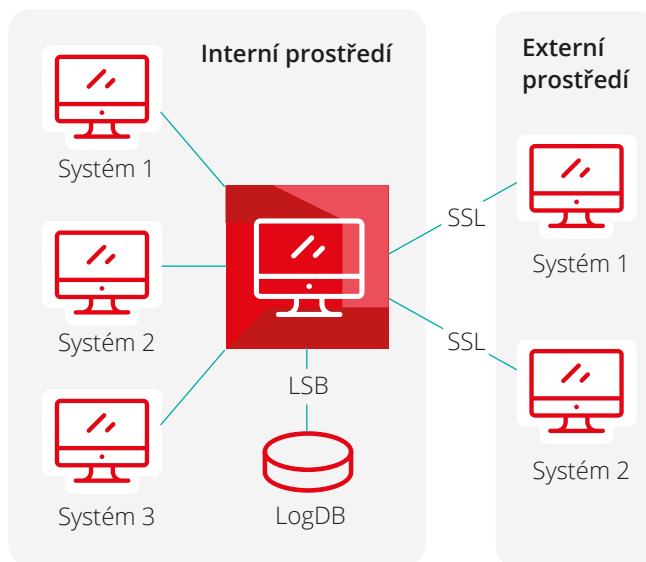 Interní prostředí
Systém 1
Systém 2
Systém 3
LSB
LogDB
SSL
SSL
Externí
prostředí
Systém 1
Systém 2